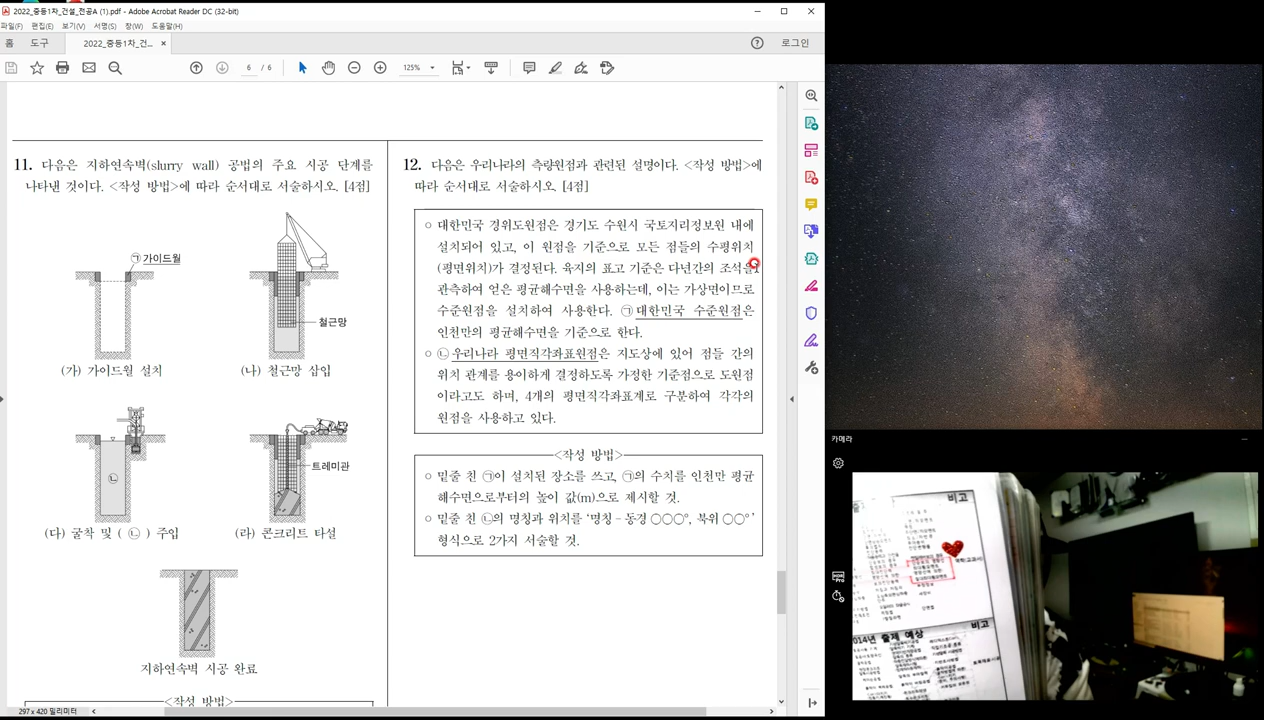 2022_중등1차_건설_전공A (1).pdf - Adobe Acrobat Reader DC (32-bit)
파일(F) 편집(E) 보기(V) 서명(S) 창(W) 도움말(H)
홈 도구 2022_중등1차_건... × 로그인
6 / 6 125%
11. 다음은 지하연속벽(slurry wall) 공법의 주요 시공 단계를
나타낸 것이다. <작성 방법>에 따라 순서대로 서술하시오. [4점]
㉠ 가이드월
철근망
(가) 가이드월 설치
(나) 철근망 삽입
㉡
트레미관
(다) 굴착 및 ( ㉡ ) 주입
(라) 콘크리트 타설
지하연속벽 시공 완료
<작성 방법>
12. 다음은 우리나라의 측량원점과 관련된 설명이다. <작성 방법>에
따라 순서대로 서술하시오. [4점]
○ 대한민국 경위도원점은 경기도 수원시 국토지리정보원 내에
설치되어 있고, 이 원점을 기준으로 모든 점들의 수평위치
(평면위치)가 결정된다. 육지의 표고 기준은 다년간의 조석을
관측하여 얻은 평균해수면을 사용하는데, 이는 가상면이므로
수준원점을 설치하여 사용한다. ㉠ 대한민국 수준원점은
인천만의 평균해수면을 기준으로 한다.
○ ㉡ 우리나라 평면직각좌표원점은 지도상에 있어 점들 간의
위치 관계를 용이하게 결정하도록 가정한 기준점으로 도원점
이라고도 하며, 4개의 평면직각좌표계로 구분하여 각각의
원점을 사용하고 있다.
<작성 방법>
○ 밑줄 친 ㉠이 설치된 장소를 쓰고, ㉠의 수치를 인천만 평균
해수면으로부터의 높이 값(m)으로 제시할 것.
○ 밑줄 친 ㉡의 명칭과 위치를 '명칭 - 동경 ○○○°, 북위 ○○°'
형식으로 2가지 서술할 것.
297 x 420 밀리미터
카메라
비고
2014년 출제 예상
비고